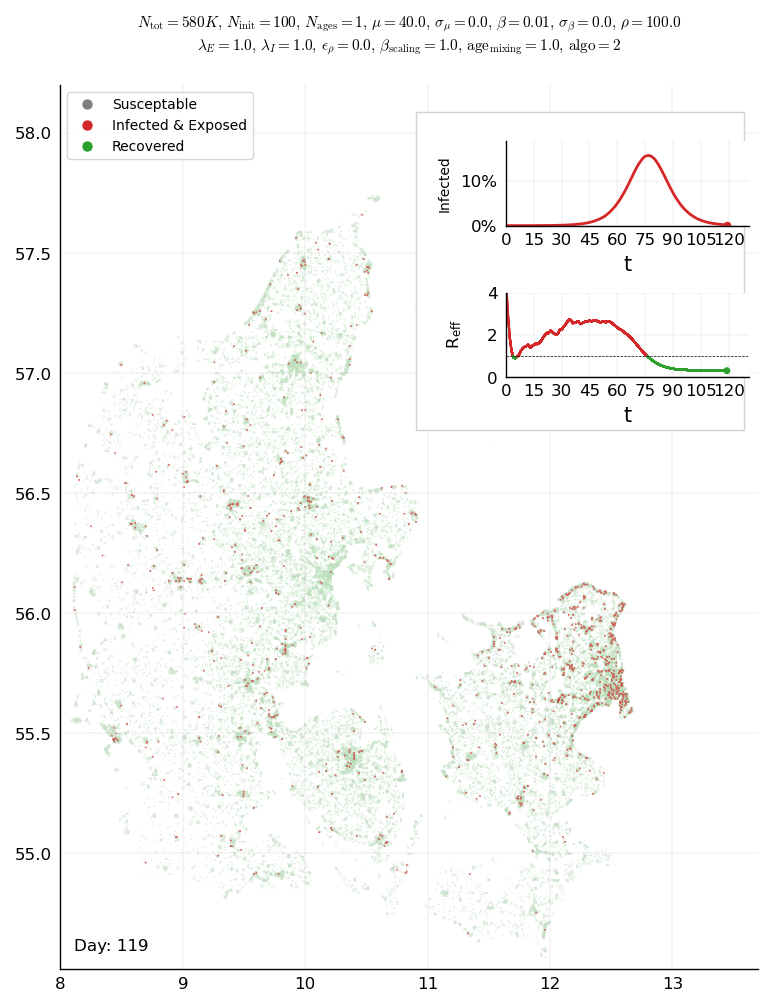 N_tot = 580K, N_init = 100, N_ages = 1, μ = 40.0, σ_μ = 0.0, β = 0.01, σ_β = 0.0, ρ = 100.0
λ_E = 1.0, λ_I = 1.0, ϵ_ρ = 0.0, β_scaling = 1.0, age_mixing = 1.0, algo = 2
Susceptable
Infected & Exposed
Recovered
58.0
57.5
57.0
56.5
56.0
55.5
55.0
8 9 10 11 12 13
Day: 119
Infected
10%
0%
0 15 30 45 60 75 90 105 120
t
R_eff
4
2
0
0 15 30 45 60 75 90 105 120
t